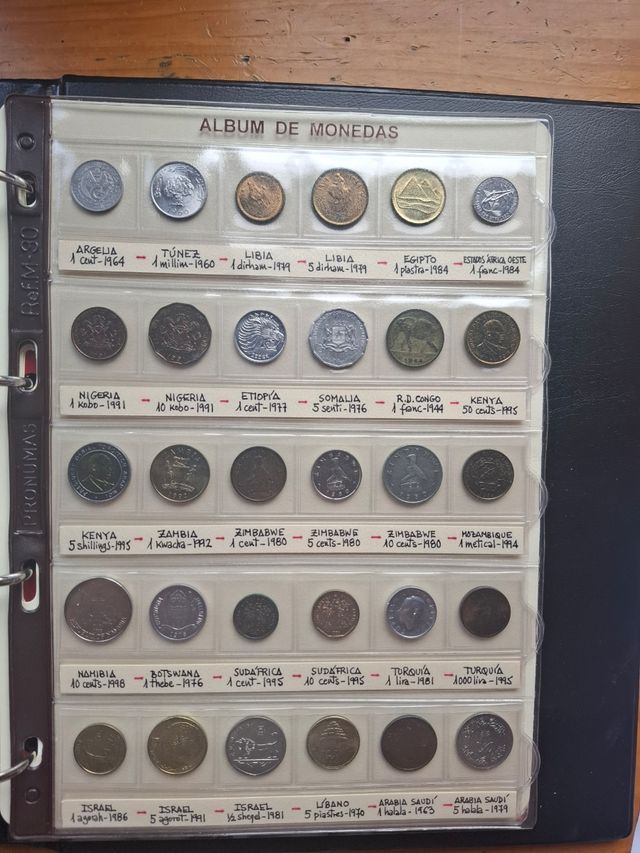 ALBUM DE MONEDAS
Ref.M-30
PRONUMAS
ARGELIA → TÚNEZ → LIBIA → LIBIA → EGIPTO → ESTADOS ÁFRICA OESTE
1 cent-1964 1 millim-1960 1 dirham-1979 5 dirham-1979 1 piastra-1984 1 franc-1984
NIGERIA → NIGERIA → ETIOPÍA → SOMALIA → R.D. CONGO → KENYA
1 kobo-1991 10 kobo-1991 1 cent-1977 5 senti-1976 1 franc-1944 50 cents-1995
KENYA → ZAMBIA → ZIMBABWE → ZIMBABWE → ZIMBABWE → MOZAMBIQUE
5 shillings-1995 1 kwacha-1992 1 cent-1980 5 cents-1980 10 cents-1980 1 metical-1994
NAMIBIA → BOTSWANA → SUDÁFRICA → SUDÁFRICA → TURQUÍA → TURQUÍA
10 cents-1998 1 thebe-1976 1 cent-1995 10 cents-1995 1 lira-1981 1000 lira-1995
ISRAEL → ISRAEL → ISRAEL → LÍBANO → ARABIA SAUDÍ → ARABIA SAUDÍ
1 agorah-1986 5 agorot-1991 ½ sheqel-1981 5 piastres-1970 1 halala-1963 5 halala-1979